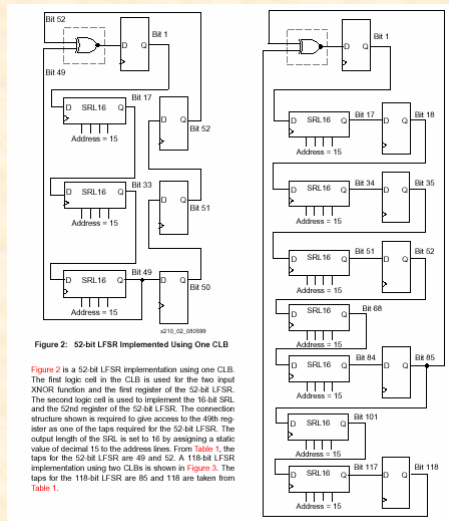 Bit 52
Bit 1
D Q
Bit 49
Bit 17
D SRL16 Q
Address = 15
D Q
Bit 52
Bit 33
D SRL16 Q
Address = 15
D Q
Bit 51
Bit 49
D SRL16 Q
Address = 15
D Q
Bit 50
x210_02_080599
Figure 2: 52-bit LFSR Implemented Using One CLB
Figure 2 is a 52-bit LFSR implementation using one CLB.
The first logic cell in the CLB is used for the two input
XNOR function and the first register of the 52-bit LFSR.
The second logic cell is used to implement the 16-bit SRL
and the 52nd register of the 52-bit LFSR. The connection
structure shown is required to give access to the 49th reg-
ister as one of the taps required for the 52-bit LFSR. The
output length of the SRL is set to 16 by assigning a static
value of decimal 15 to the address lines. From Table 1, the
taps for the 52-bit LFSR are 49 and 52. A 118-bit LFSR
implementation using two CLBs is shown in Figure 3. The
taps for the 118-bit LFSR are 85 and 118 are taken from
Table 1.
Bit 1
D Q
D SRL16 Q Bit 17 D Q Bit 18
Address = 15
D SRL16 Q Bit 34 D Q Bit 35
Address = 15
D SRL16 Q Bit 51 D Q Bit 52
Address = 15
D SRL16 Q Bit 68
Address = 15
D SRL16 Q Bit 84 D Q Bit 85
Address = 15
D SRL16 Q Bit 101
Address = 15
D SRL16 Q Bit 117 D Q Bit 118
Address = 15